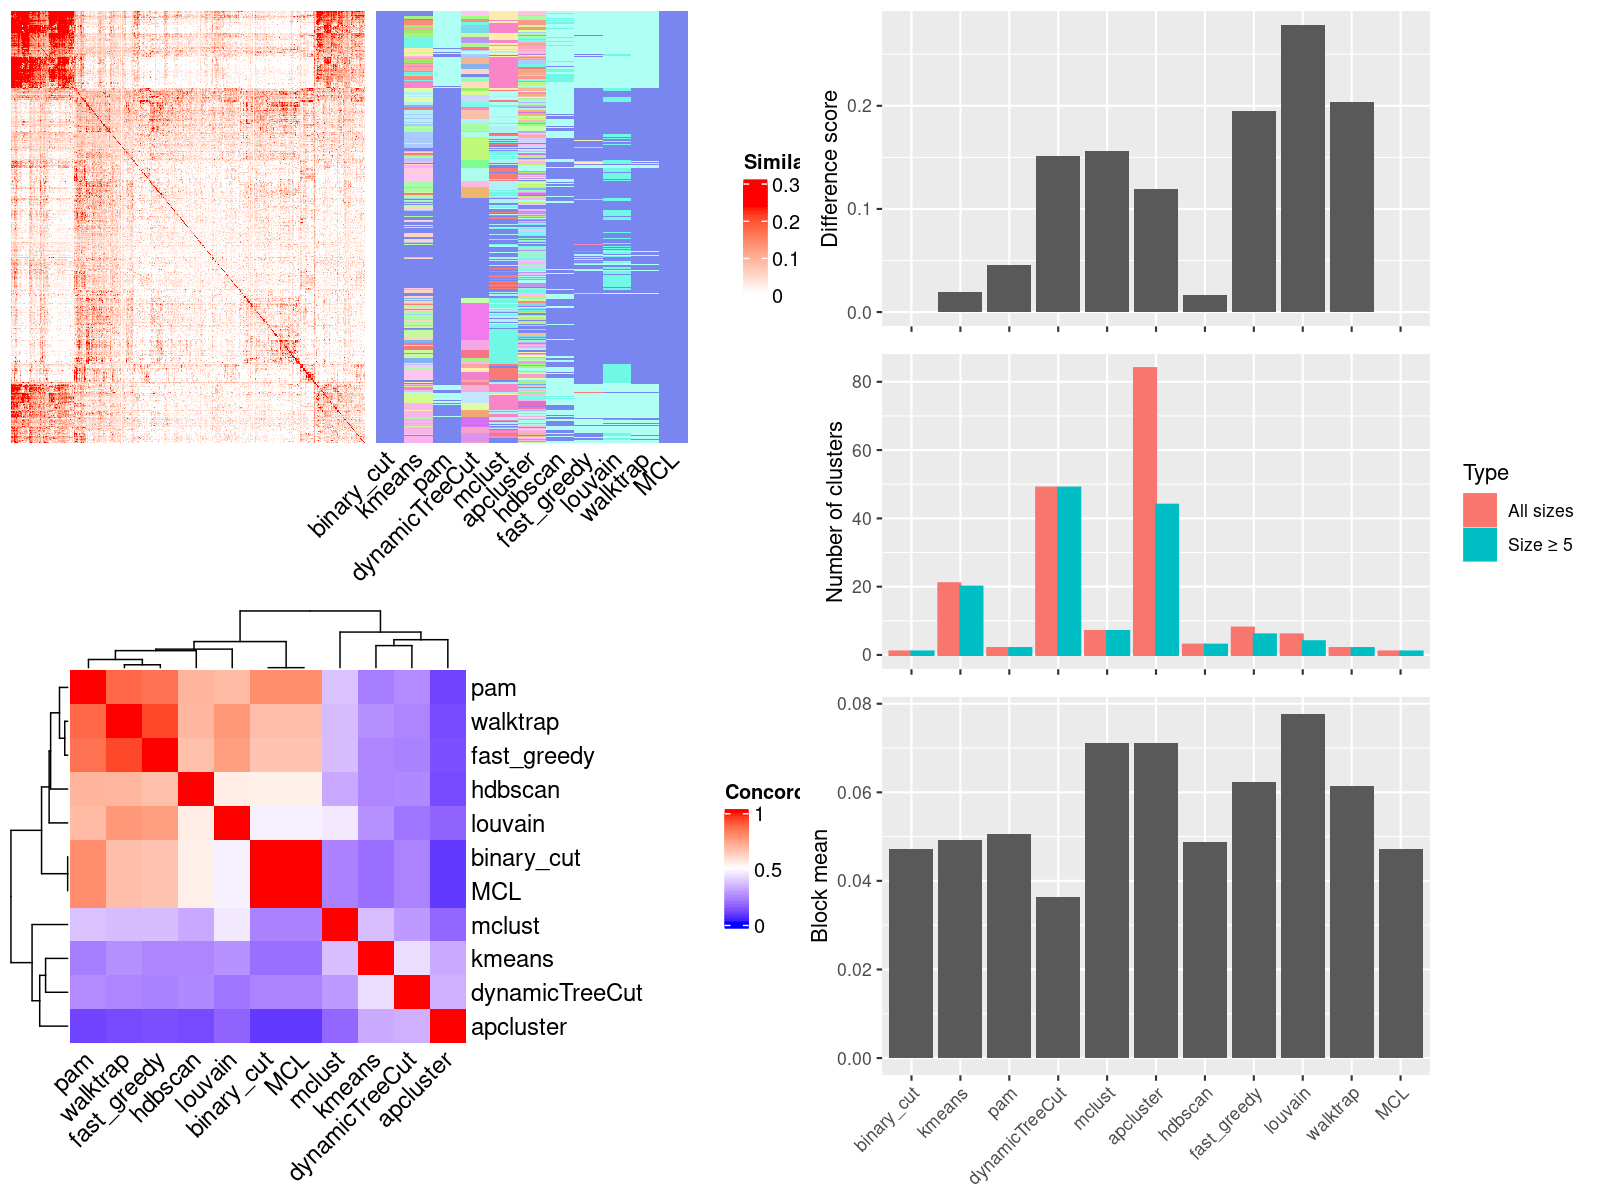 Simila
0.3
0.2
0.1
0
binary_cut
kmeans
pam
dynamicTreeCut
mclust
apcluster
hdbscan
fast_greedy
louvain
walktrap
MCL
pam
walktrap
fast_greedy
hdbscan
louvain
binary_cut
MCL
mclust
kmeans
dynamicTreeCut
apcluster
Concord
1
0.5
0
pam
walktrap
fast_greedy
hdbscan
louvain
binary_cut
MCL
mclust
kmeans
dynamicTreeCut
apcluster
Difference score
0.2
0.1
0.0
Number of clusters
80
60
40
20
0
Type
All sizes
Size ≥ 5
Block mean
0.08
0.06
0.04
0.02
0.00
binary_cut
kmeans
pam
dynamicTreeCut
mclust
apcluster
hdbscan
fast_greedy
louvain
walktrap
MCL